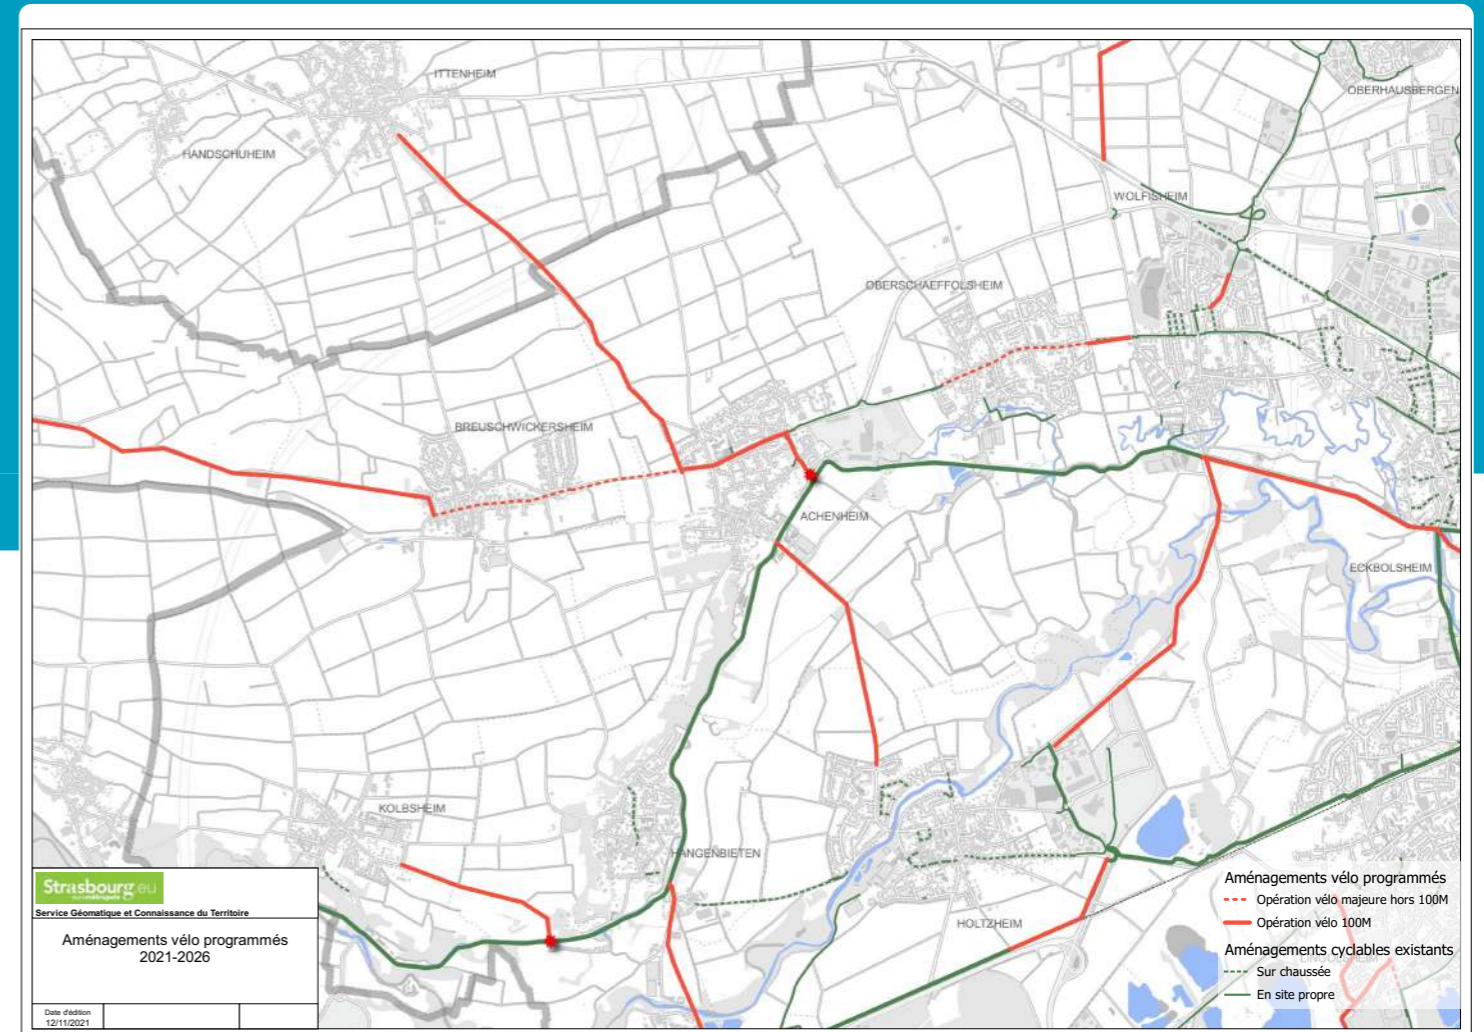 ITTENHEIM
OBERHAUSBERGEN
HANDSCHUHEIM
WOLFISHEIM
OBERSCHAEFFOLSHEIM
BREUSCHWICKERSHEIM
ACHENHEIM
ECKBOLSHEIM
KOLBSHEIM
HANGENBIETEN
HOLTZHEIM
LINGOLSHEIM
Strasbourg.eu
eurométropole
Service Géomatique et Connaissance du Territoire
Aménagements vélo programmés
2021-2026
Date d'édition
12/11/2021
Aménagements vélo programmés
Opération vélo majeure hors 100M
Opération vélo 100M
Aménagements cyclables existants
Sur chaussée
En site propre